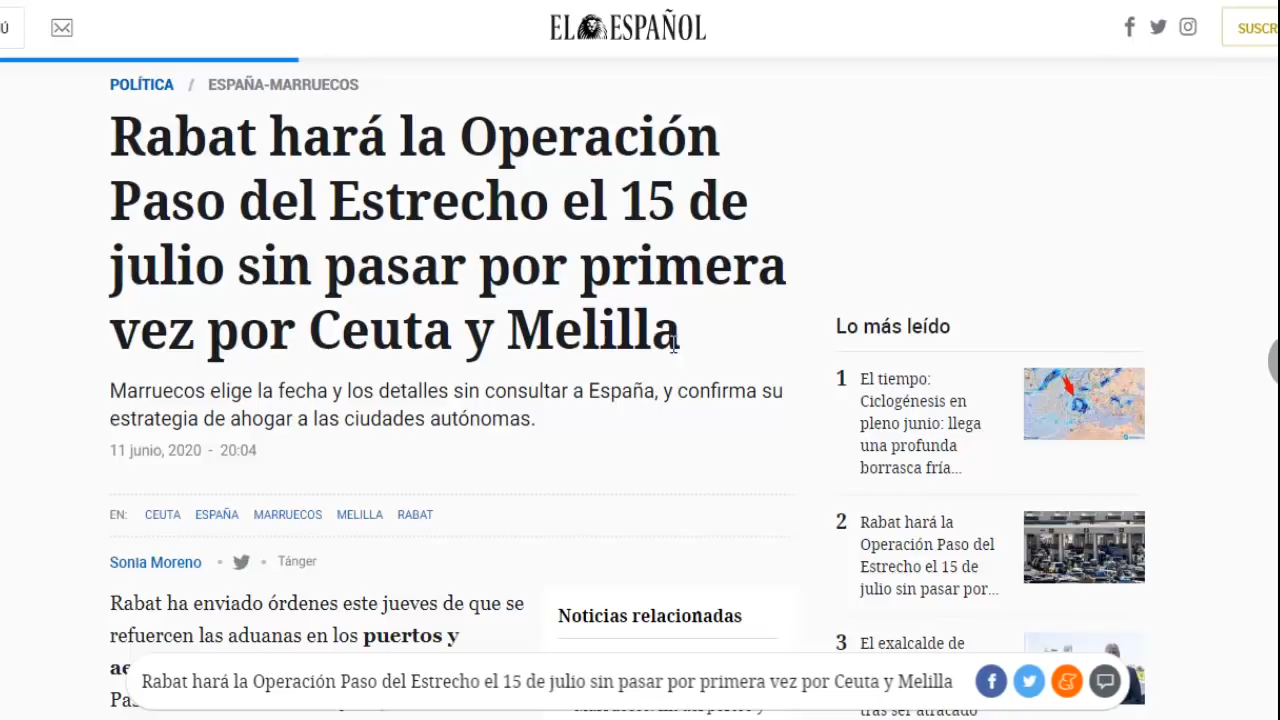 Ú
EL ESPAÑOL
SUSCR
POLÍTICA / ESPAÑA-MARRUECOS
Rabat hará la Operación
Paso del Estrecho el 15 de
julio sin pasar por primera
vez por Ceuta y Melilla
Marruecos elige la fecha y los detalles sin consultar a España, y confirma su
estrategia de ahogar a las ciudades autónomas.
11 junio, 2020 - 20:04
EN: CEUTA ESPAÑA MARRUECOS MELILLA RABAT
Sonia Moreno • • Tánger
Rabat ha enviado órdenes este jueves de que se
refuercen las aduanas en los puertos y
Noticias relacionadas
Lo más leído
1 El tiempo:
Ciclogénesis en
pleno junio: llega
una profunda
borrasca fría...
2 Rabat hará la
Operación Paso del
Estrecho el 15 de
julio sin pasar por...
3 El exalcalde de
tras ser atracado
Rabat hará la Operación Paso del Estrecho el 15 de julio sin pasar por primera vez por Ceuta y Melilla